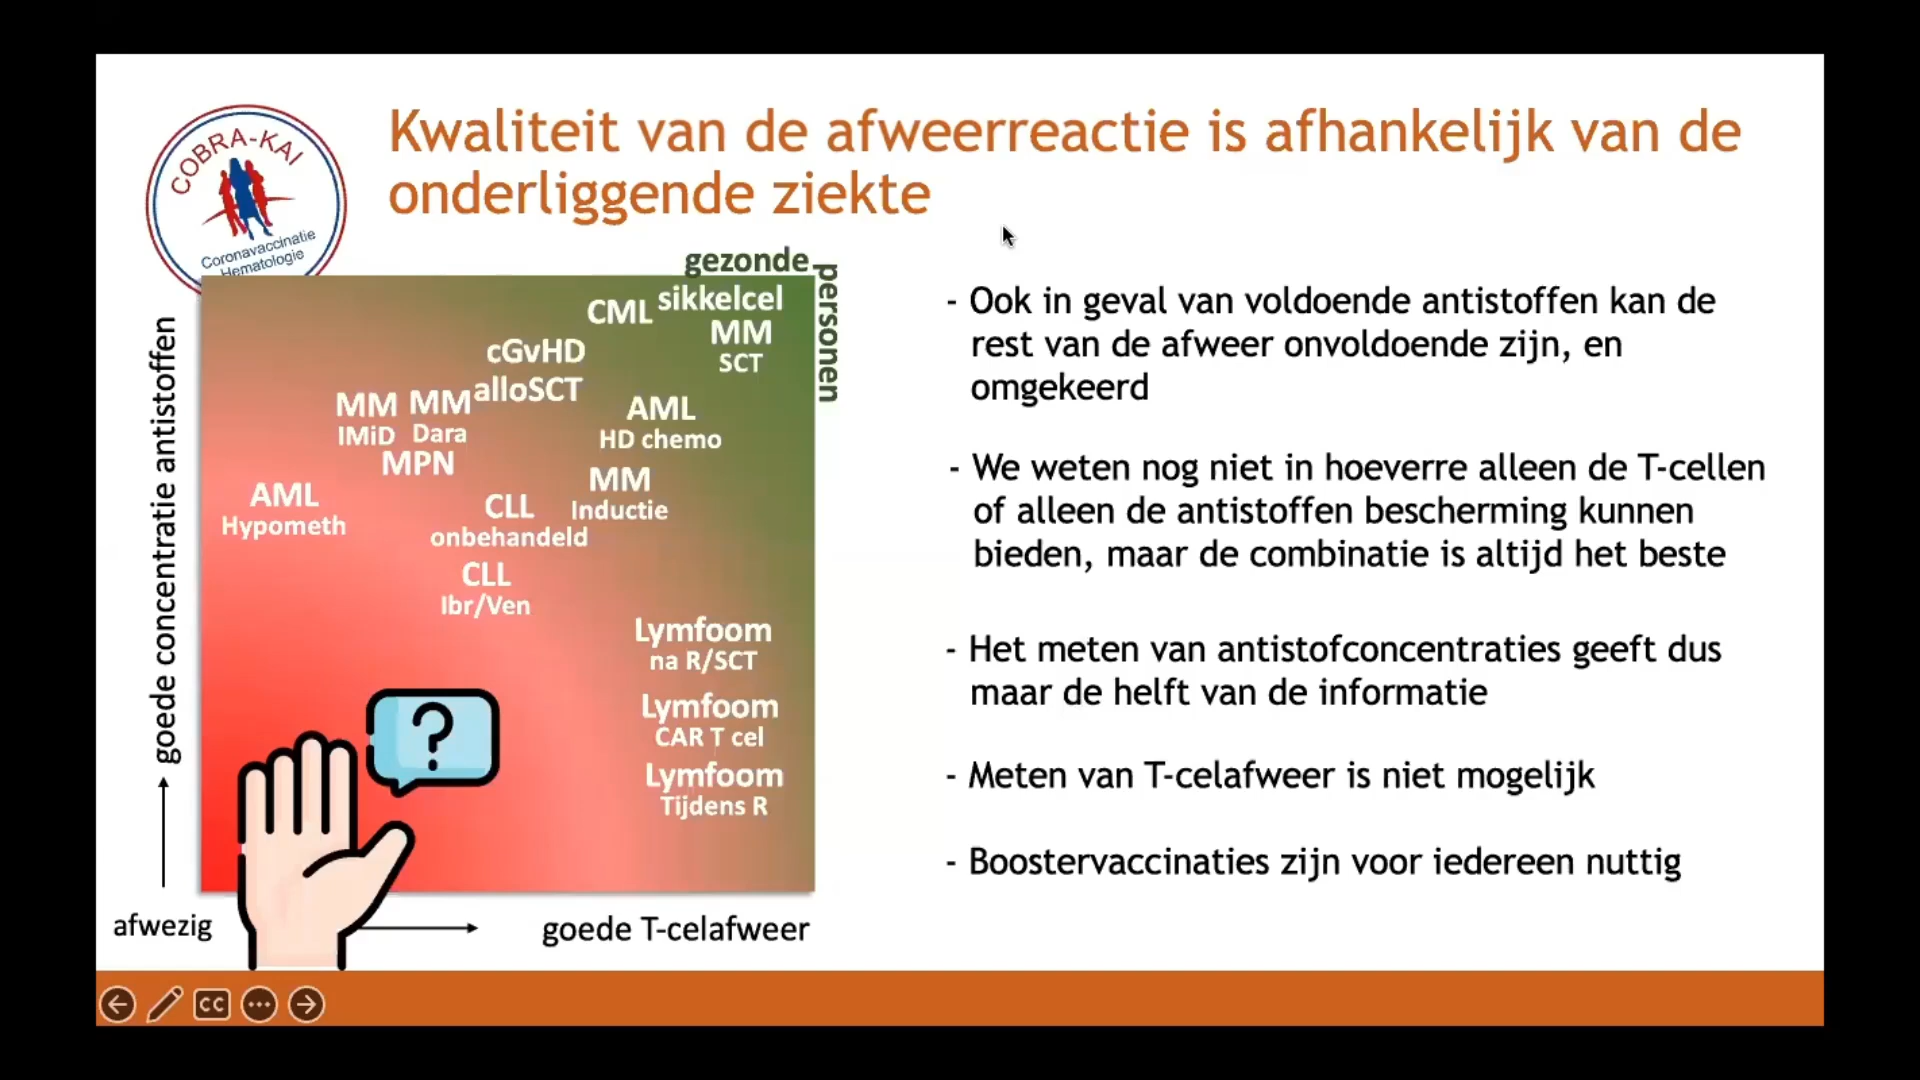 COBRA-KAI
Coronavaccinatie
Hematologie
Kwaliteit van de afweerreactie is afhankelijk van de
onderliggende ziekte
gezonde
personen
goede concentratie antistoffen
CML
sikkelcel
MM
SCT
cGvHD
alloSCT
MM
IMiD
MM
Dara
MPN
AML
HD chemo
MM
Inductie
AML
Hypometh
CLL
onbehandeld
CLL
Ibr/Ven
Lymfoom
na R/SCT
Lymfoom
CAR T cel
Lymfoom
Tijdens R
?
afwezig
goede T-celafweer
- Ook in geval van voldoende antistoffen kan de
rest van de afweer onvoldoende zijn, en
omgekeerd
- We weten nog niet in hoeverre alleen de T-cellen
of alleen de antistoffen bescherming kunnen
bieden, maar de combinatie is altijd het beste
- Het meten van antistofconcentraties geeft dus
maar de helft van de informatie
- Meten van T-celafweer is niet mogelijk
- Boostervaccinaties zijn voor iedereen nuttig
CC